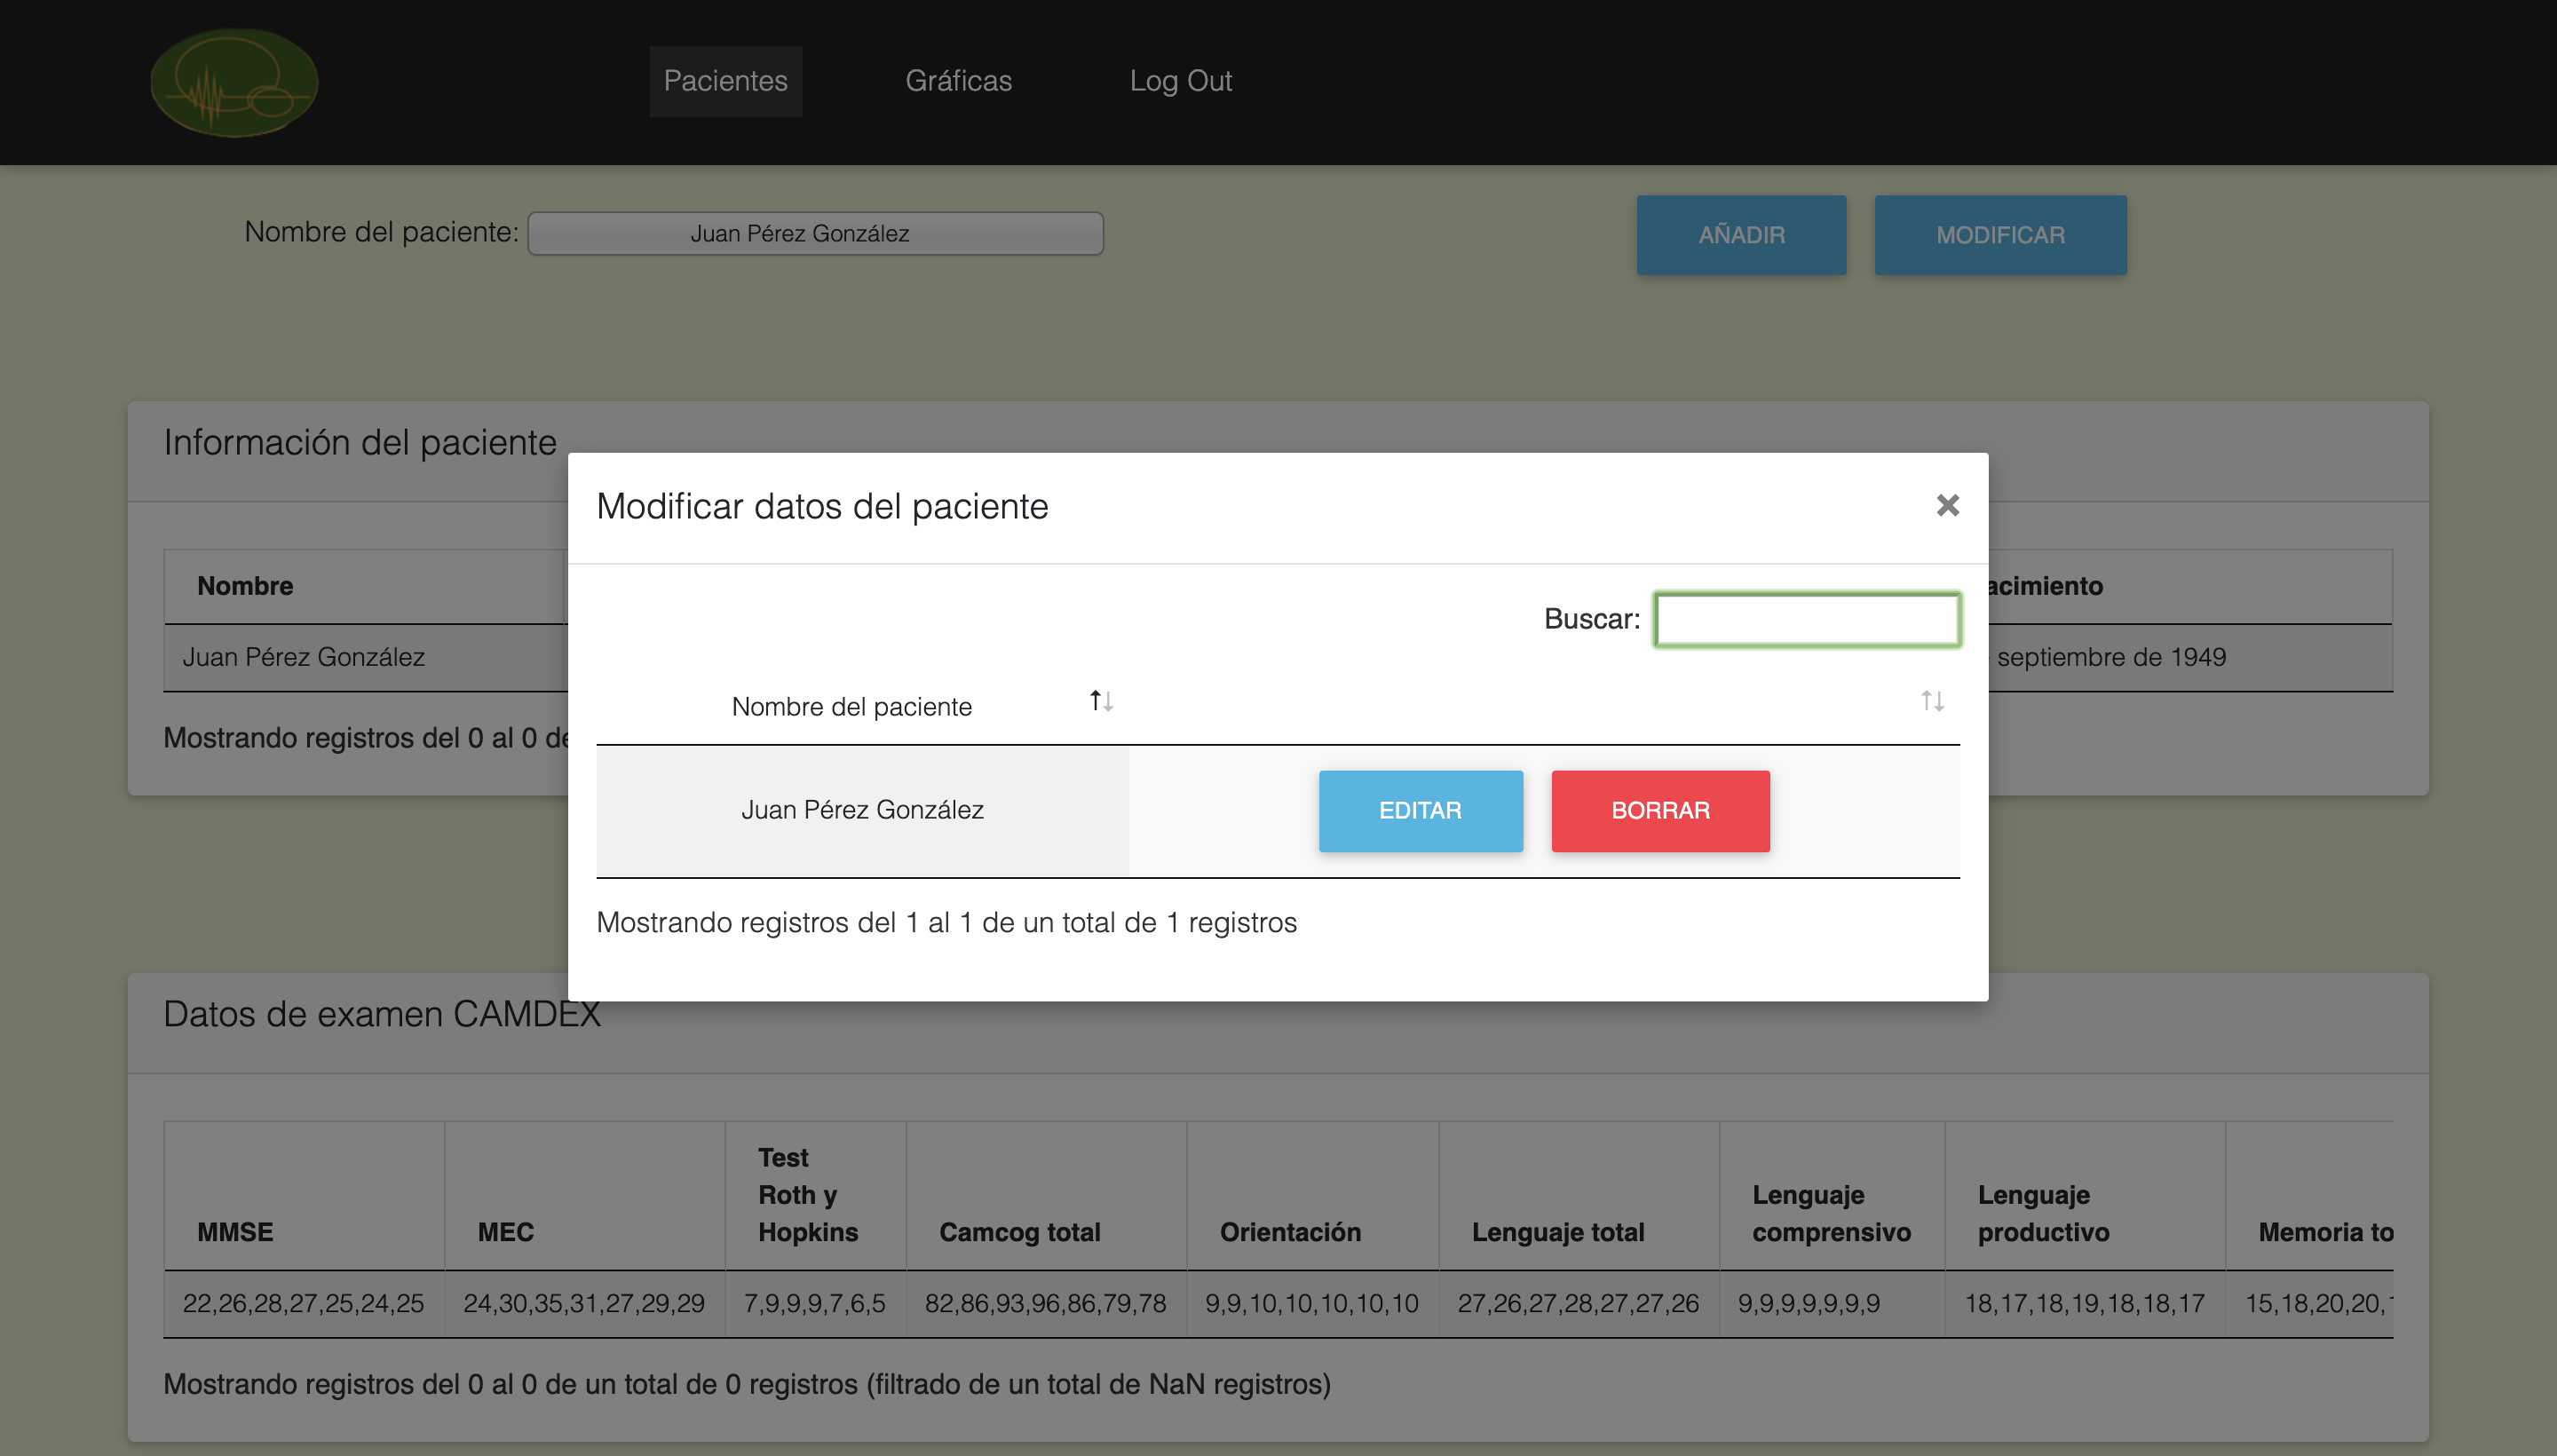 Pacientes Gráficas Log Out
Nombre del paciente: Juan Pérez González AÑADIR MODIFICAR
Información del paciente
Modificar datos del paciente
Nombre acimiento
Buscar:
Juan Pérez González septiembre de 1949
Nombre del paciente
Mostrando registros del 0 al 0 de
Juan Pérez González EDITAR BORRAR
Mostrando registros del 1 al 1 de un total de 1 registros
Datos de examen CAMDEX
MMSE MEC Test Roth y Hopkins Camcog total Orientación Lenguaje total Lenguaje comprensivo Lenguaje productivo Memoria to
22,26,28,27,25,24,25 24,30,35,31,27,29,29 7,9,9,9,7,6,5 82,86,93,96,86,79,78 9,9,10,10,10,10,10 27,26,27,28,27,27,26 9,9,9,9,9,9,9 18,17,18,19,18,18,17 15,18,20,20,
Mostrando registros del 0 al 0 de un total de 0 registros (filtrado de un total de NaN registros)